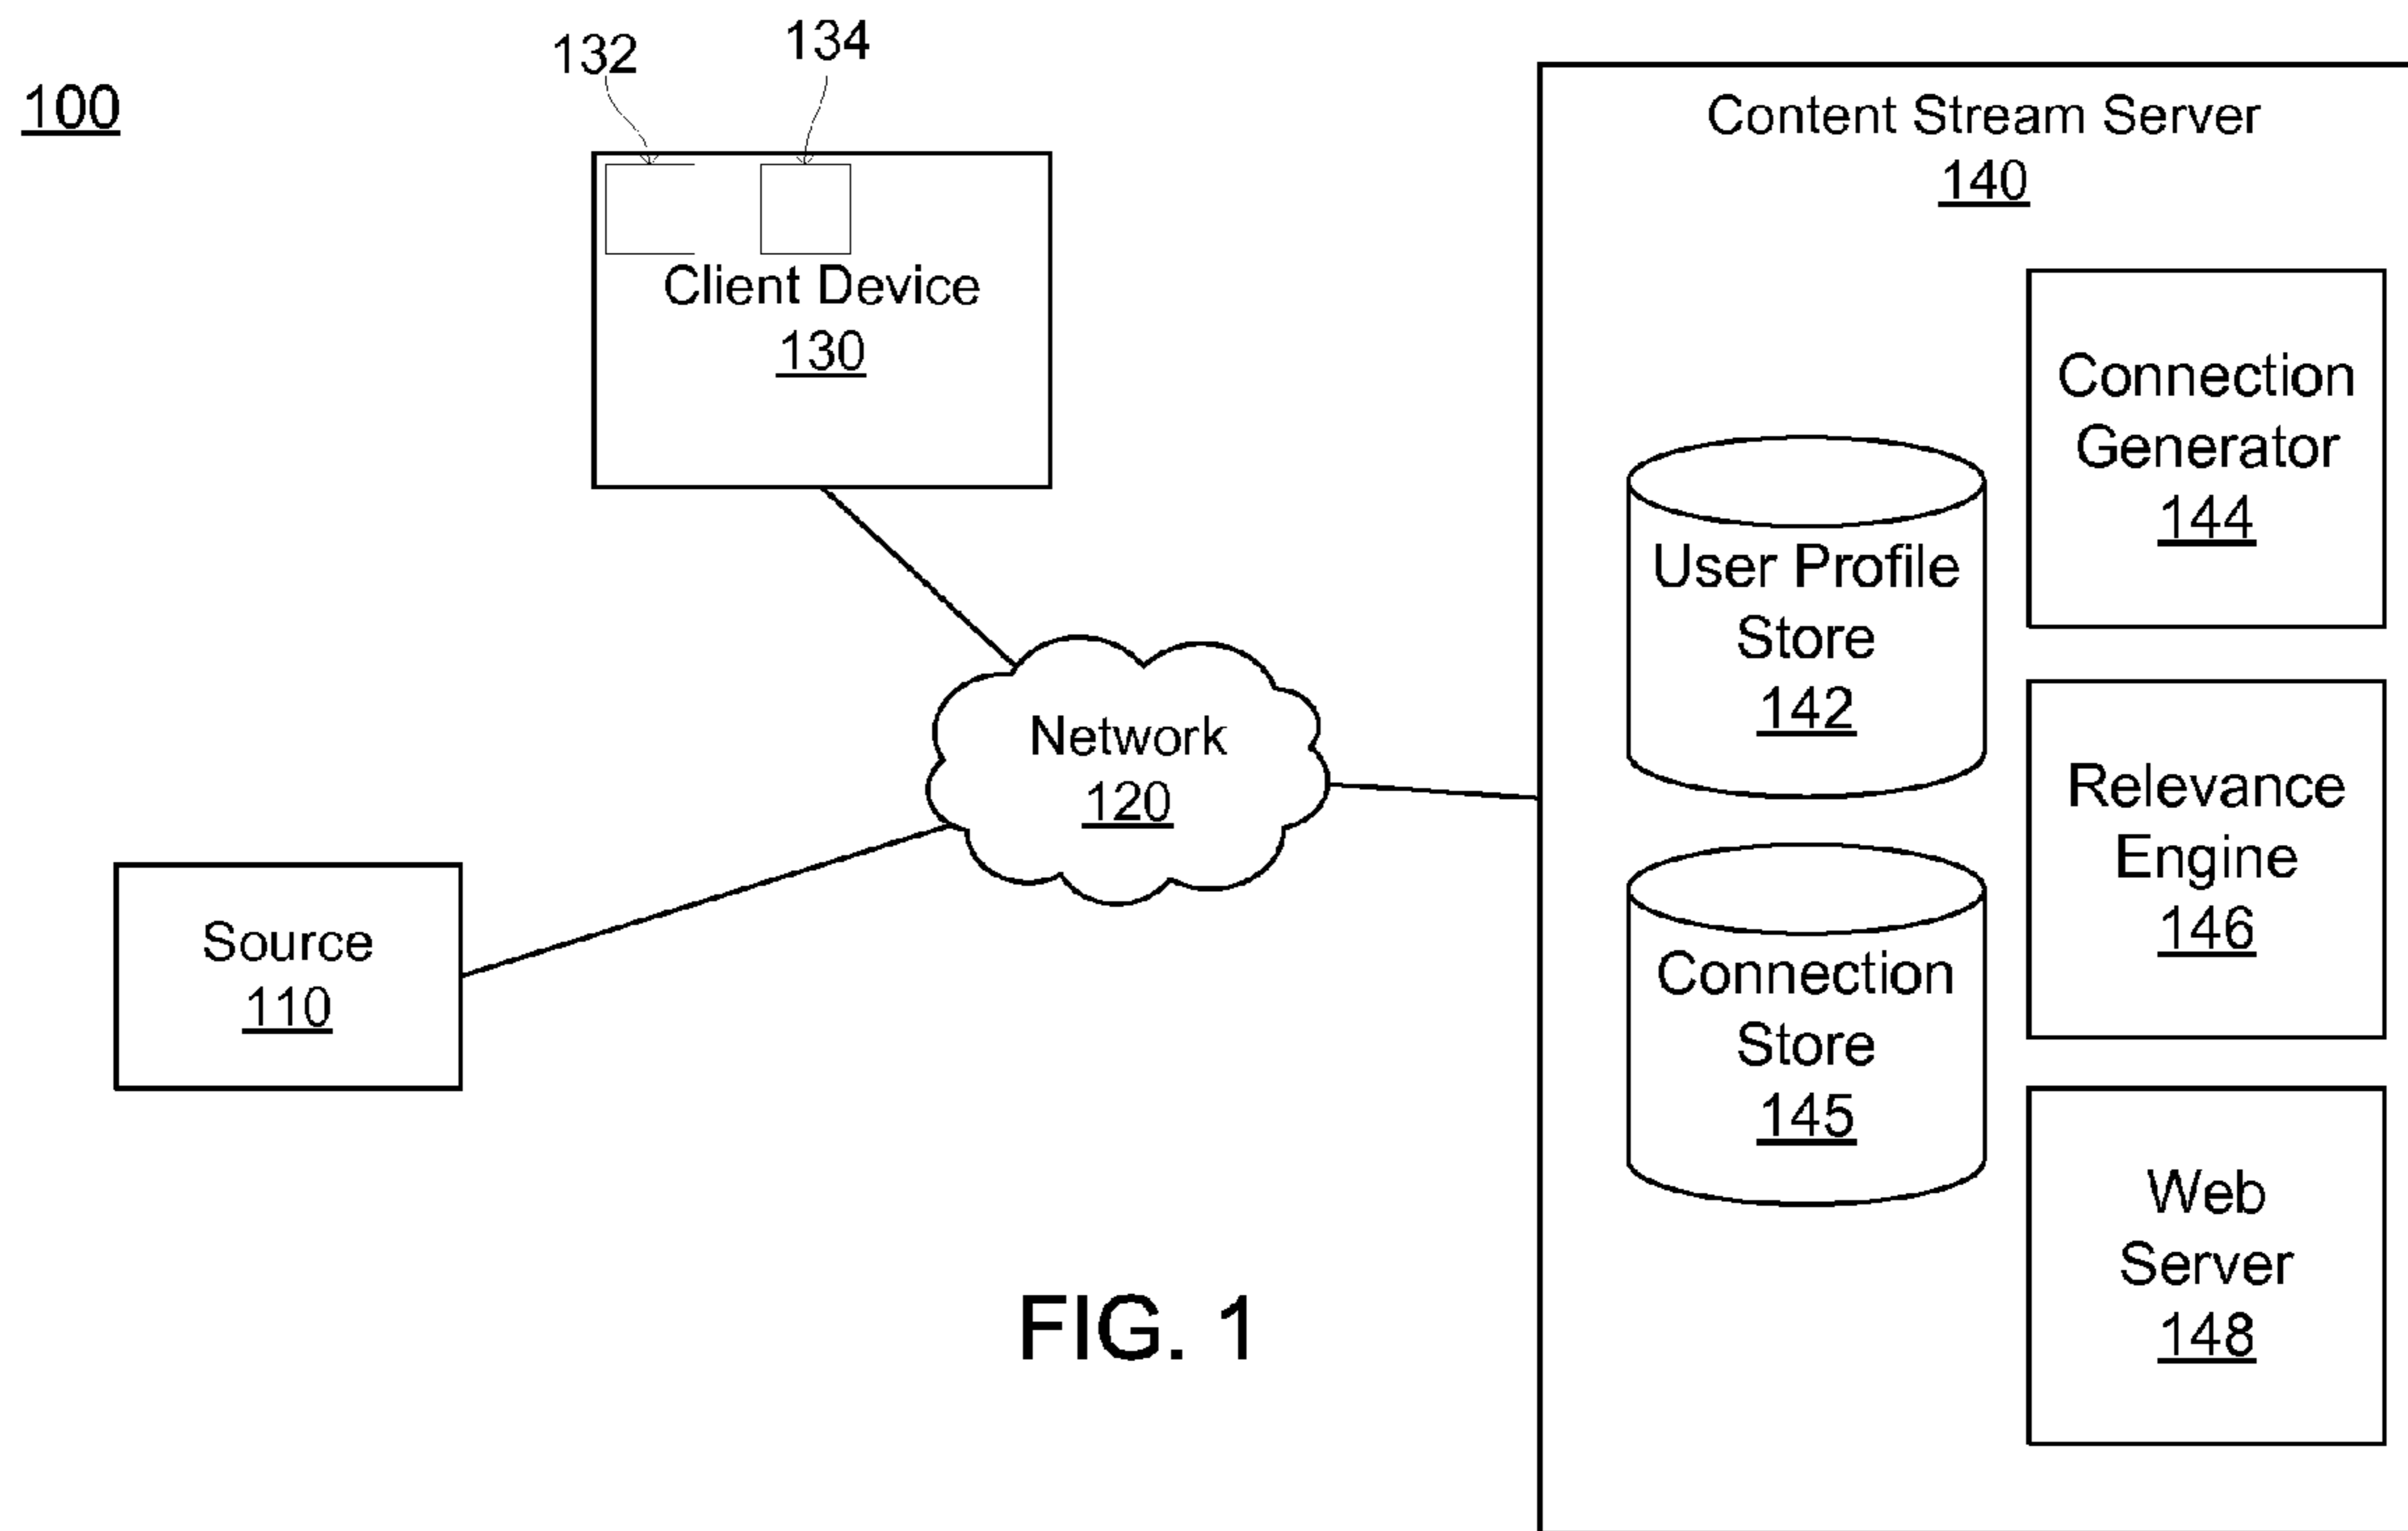 100
132
134
Client Device
130
Network
120
Source
110
Content Stream Server
140
User Profile
Store
142
Connection
Store
145
Connection
Generator
144
Relevance
Engine
146
Web
Server
148
FIG. 1